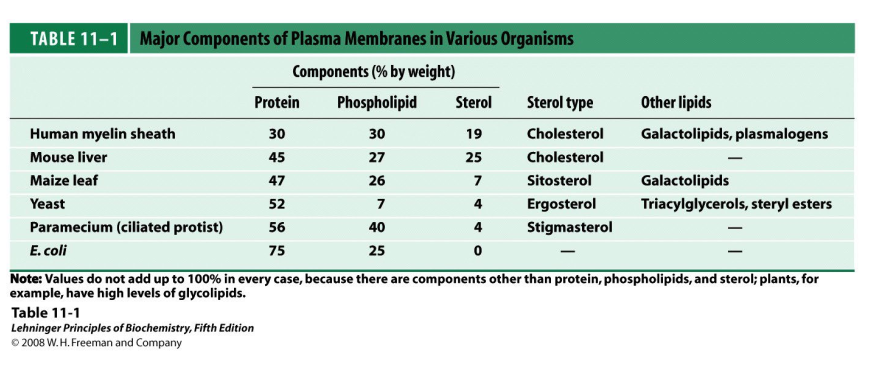 TABLE 11–1 Major Components of Plasma Membranes in Various Organisms
Components (% by weight)
Protein Phospholipid Sterol Sterol type Other lipids
Human myelin sheath 30 30 19 Cholesterol Galactolipids, plasmalogens
Mouse liver 45 27 25 Cholesterol —
Maize leaf 47 26 7 Sitosterol Galactolipids
Yeast 52 7 4 Ergosterol Triacylglycerols, steryl esters
Paramecium (ciliated protist) 56 40 4 Stigmasterol —
E. coli 75 25 0 — —
Note: Values do not add up to 100% in every case, because there are components other than protein, phospholipids, and sterol; plants, for
example, have high levels of glycolipids.
Table 11-1
Lehninger Principles of Biochemistry, Fifth Edition
© 2008 W. H. Freeman and Company